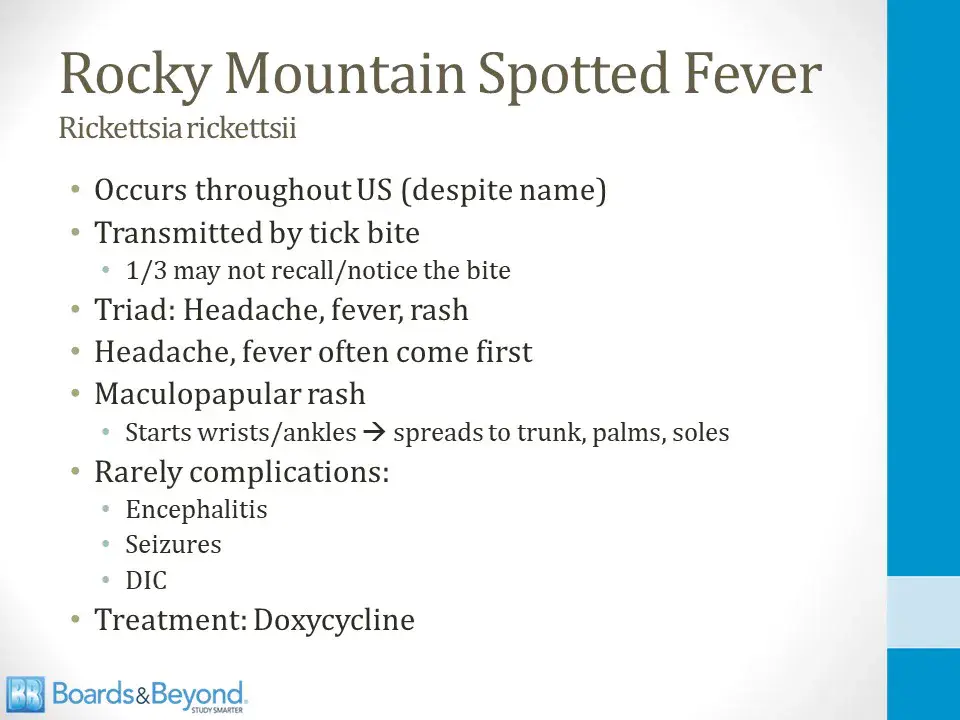 Rocky Mountain Spotted Fever
Rickettsia rickettsii
• Occurs throughout US (despite name)
• Transmitted by tick bite
• 1/3 may not recall/notice the bite
• Triad: Headache, fever, rash
• Headache, fever often come first
• Maculopapular rash
• Starts wrists/ankles → spreads to trunk, palms, soles
• Rarely complications:
• Encephalitis
• Seizures
• DIC
• Treatment: Doxycycline
BB Boards&Beyond.
STUDY SMARTER